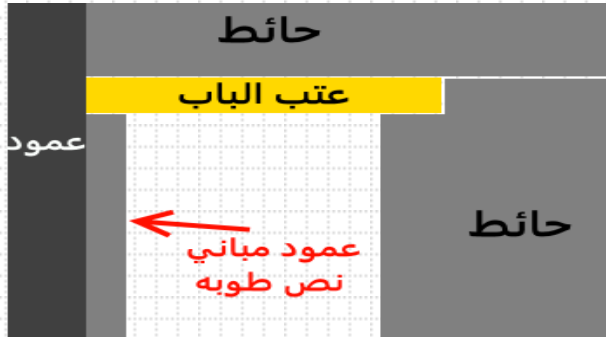 حائط
عتب الباب
عمود
حائط
عمود مباني
نص طوبه